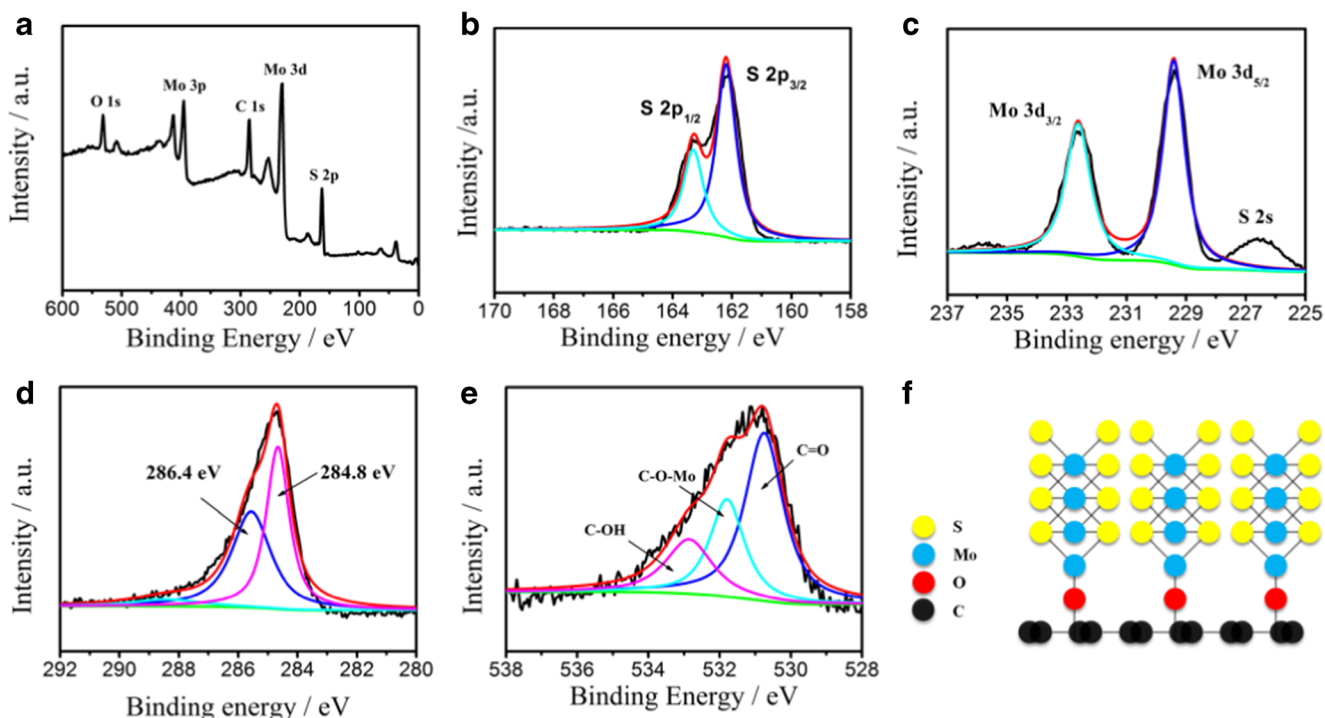 a
Intensity / a.u.
O 1s
Mo 3p
C 1s
Mo 3d
S 2p
600 500 400 300 200 100 0
Binding Energy / eV
b
Intensity /a.u.
S 2p1/2
S 2p3/2
170 168 166 164 162 160 158
Binding energy / eV
c
Intensity / a.u.
Mo 3d3/2
Mo 3d5/2
S 2s
237 235 233 231 229 227 225
Binding energy / eV
d
Intensity / a.u.
286.4 eV
284.8 eV
292 290 288 286 284 282 280
Binding energy / eV
e
Intensity / a.u.
C-OH
C-O-Mo
C=O
538 536 534 532 530 528
Binding Energy / eV
f
S
Mo
O
C